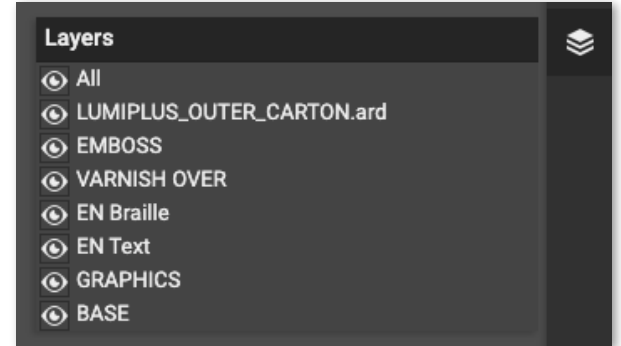 Layers
All
LUMIPLUS_OUTER_CARTON.ard
EMBOSS
VARNISH OVER
EN Braille
EN Text
GRAPHICS
BASE